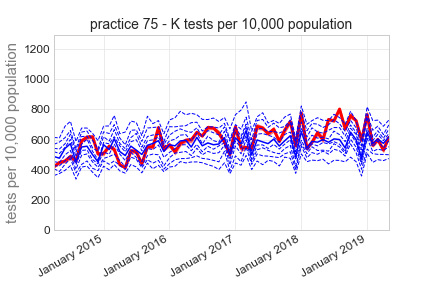 practice 75 - K tests per 10,000 population
tests per 10,000 population
1200
1000
800
600
400
200
0
January 2015
January 2016
January 2017
January 2018
January 2019